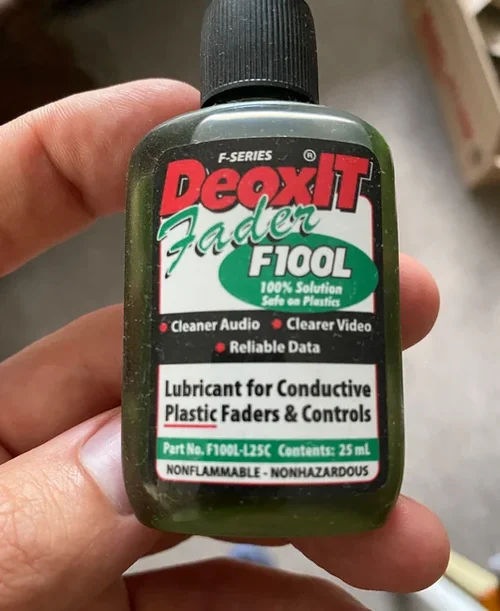 F-SERIES ®
DeoxIT
Fader
F100L
100% Solution
Safe on Plastics
• Cleaner Audio • Clearer Video
• Reliable Data
Lubricant for Conductive
Plastic Faders & Controls
Part No. F100L-L25C Contents: 25 mL
NONFLAMMABLE - NONHAZARDOUS